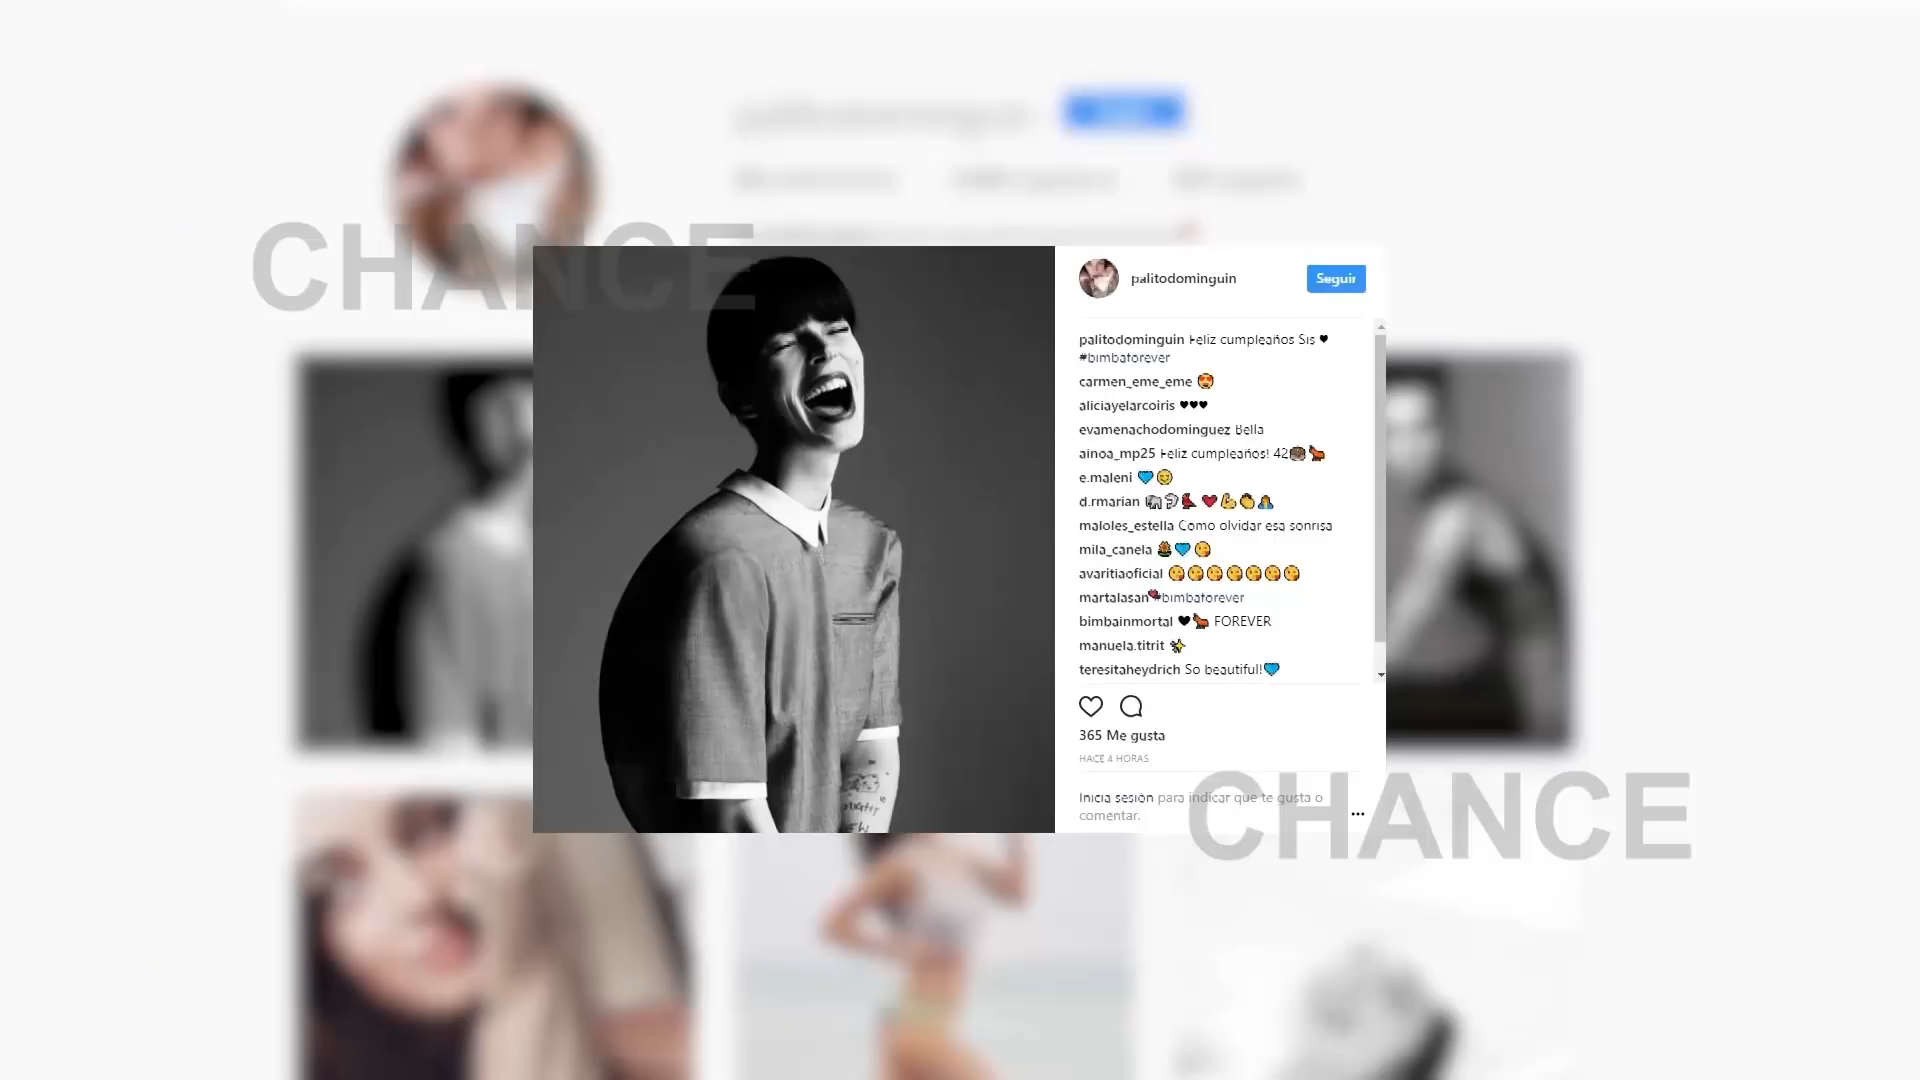 CHANCE
palitodominguin
Seguir
palitodominguin Feliz cumpleaños Sis ♥
#bimbaforever
carmen_eme_eme 😍
aliciayelarcoiris ♥♥♥
evamenachodominguez Bella
ainoa_mp25 Feliz cumpleaños! 42
e.maleni
d.rmarian
maloles_estella Como olvidar esa sonrisa
mila_canela
avaritiaoficial 😘😘😘😘😘😘😘
martalasan #bimbaforever
bimbainmortal FOREVER
manuela.titrit
teresitaheydrich So beautiful!
365 Me gusta
HACE 4 HORAS
Inicia sesión para indicar que te gusta o
comentar.
CHANCE